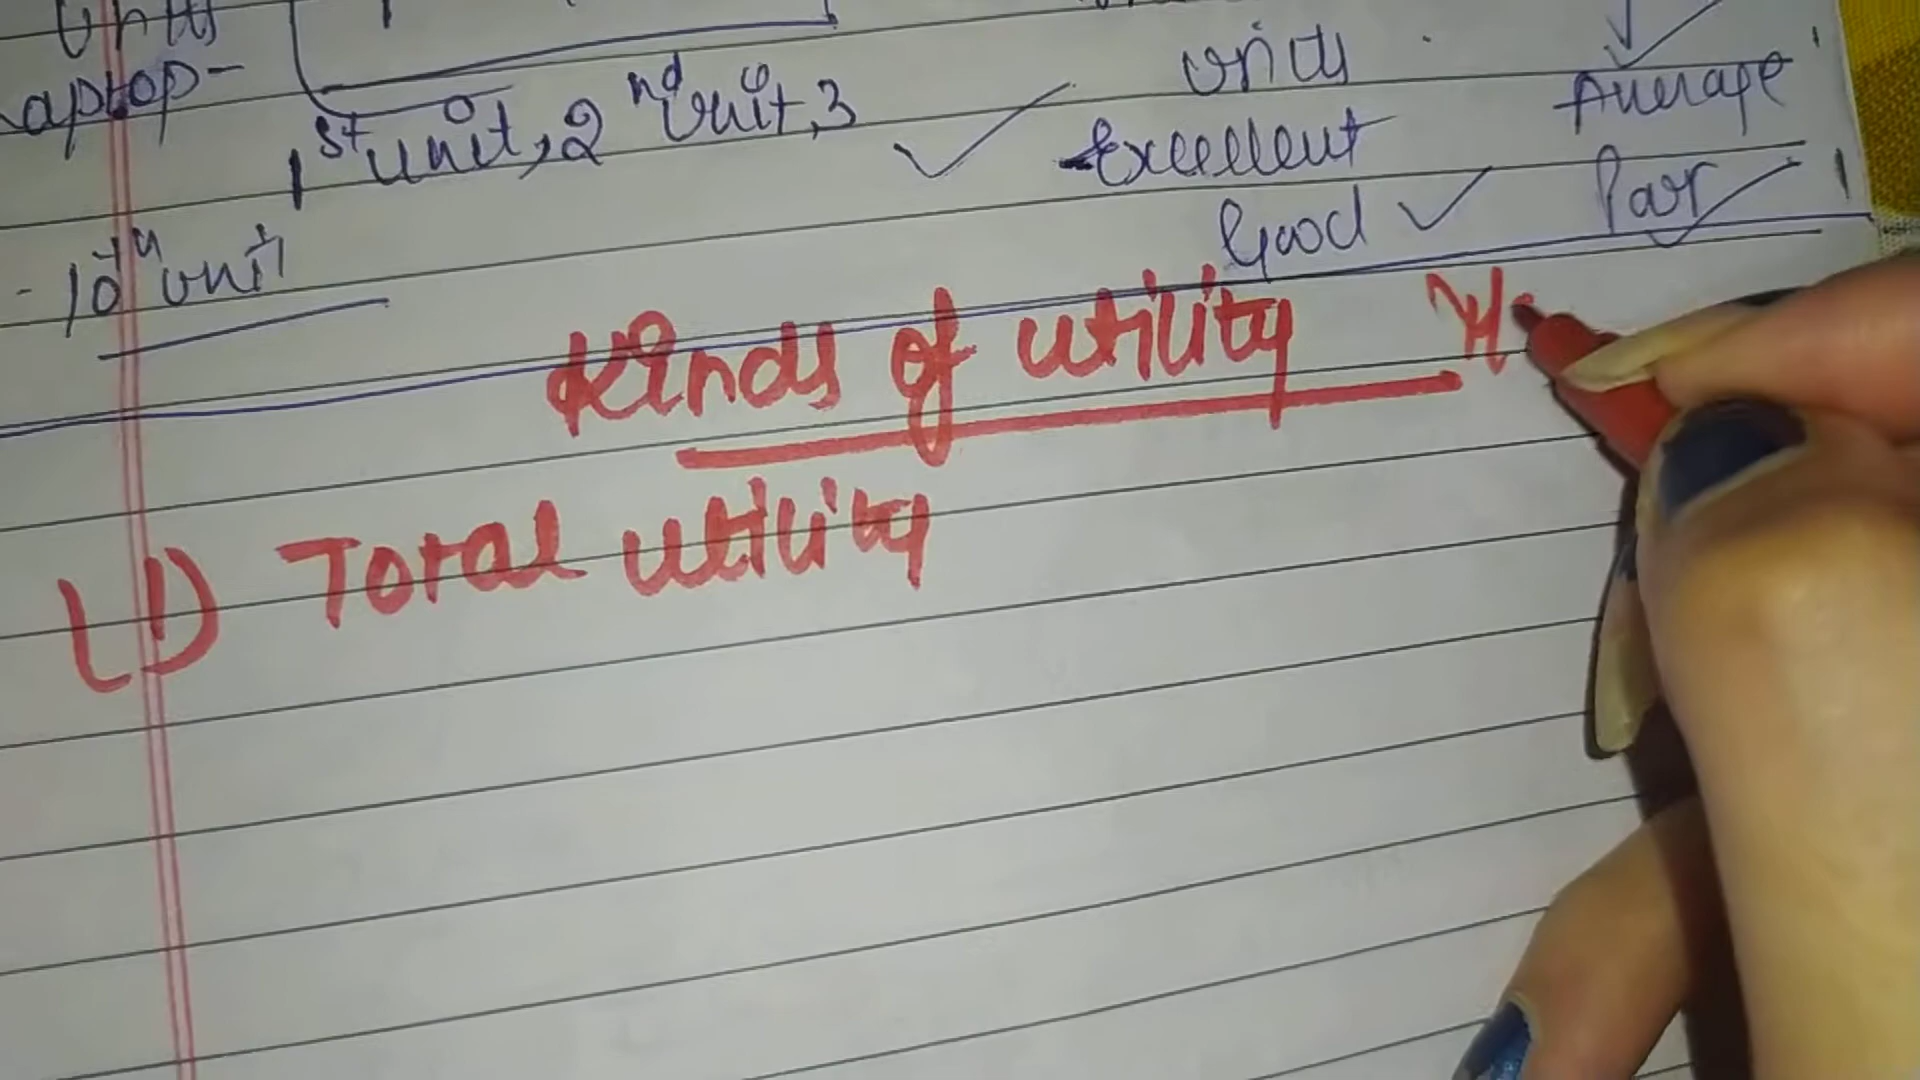 units
aptop-
1st unit, 2nd unit, 3
- 10th unit
units
Excellent
Good
Average
Kinds of utility
(1) Total utility